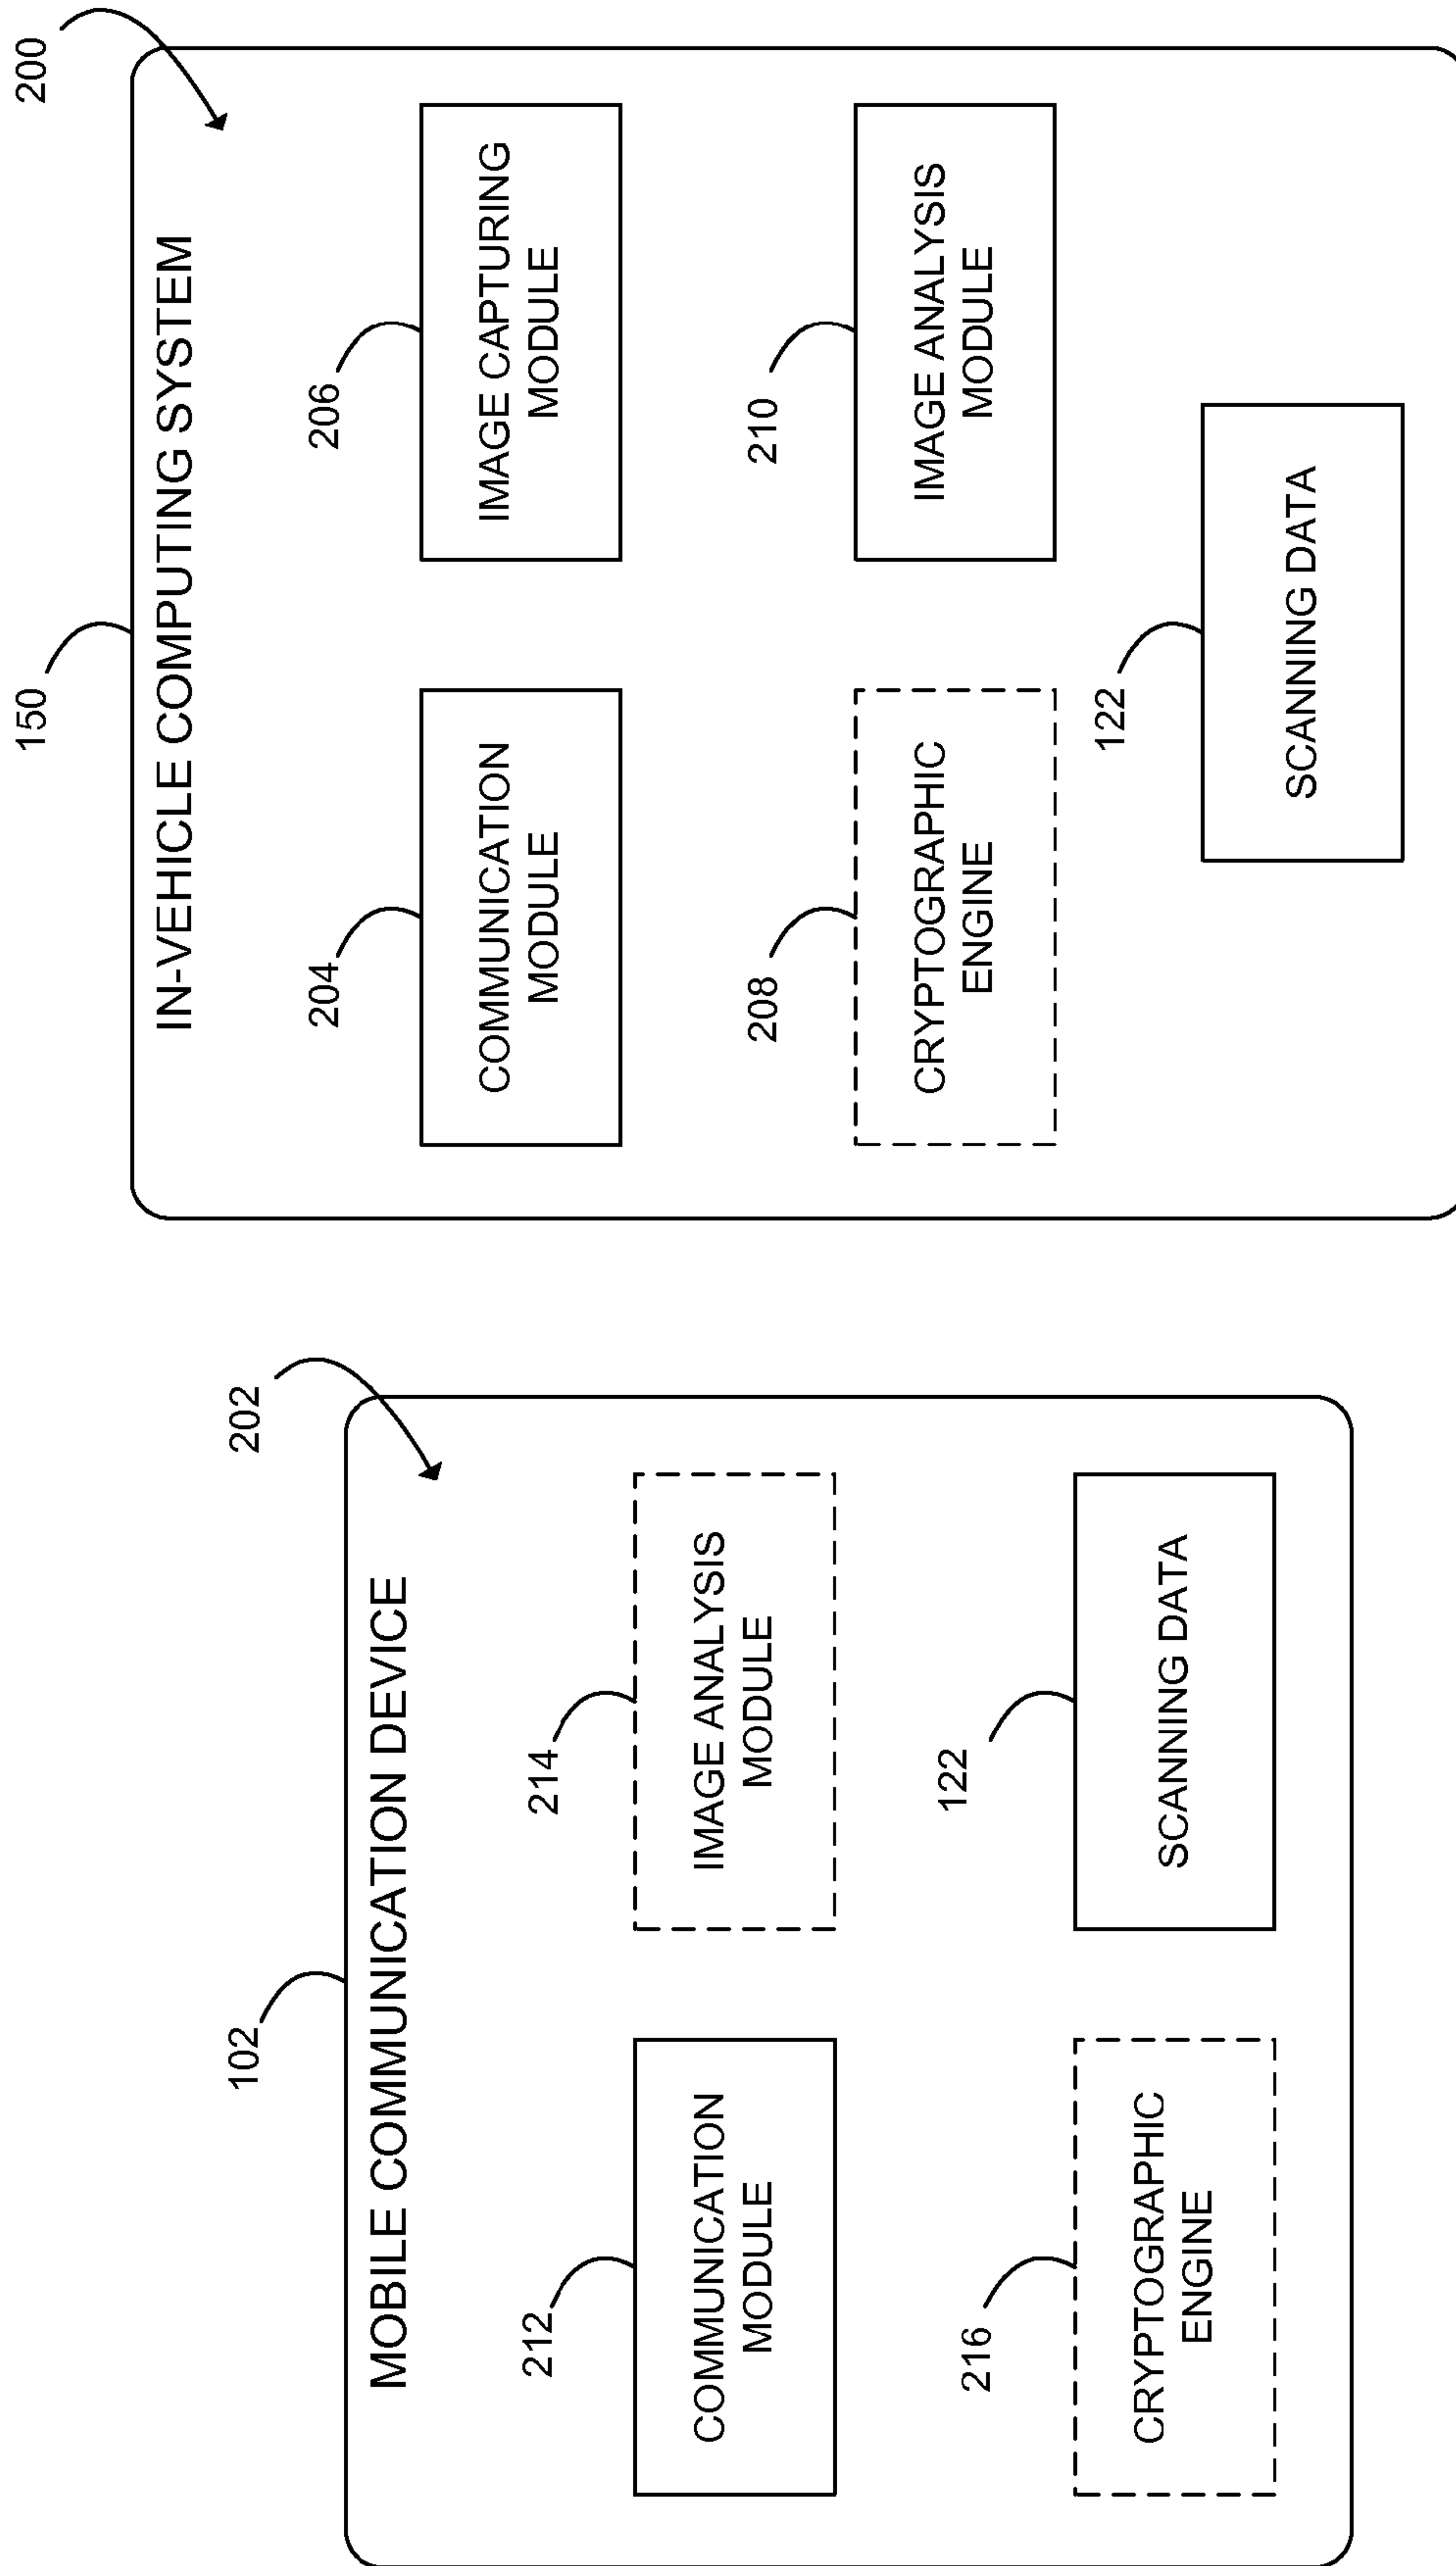 102
MOBILE COMMUNICATION DEVICE
202
212
COMMUNICATION
MODULE
214
IMAGE ANALYSIS
MODULE
216
CRYPTOGRAPHIC
ENGINE
122
SCANNING DATA
150
IN-VEHICLE COMPUTING SYSTEM
200
204
COMMUNICATION
MODULE
206
IMAGE CAPTURING
MODULE
208
CRYPTOGRAPHIC
ENGINE
210
IMAGE ANALYSIS
MODULE
122
SCANNING DATA